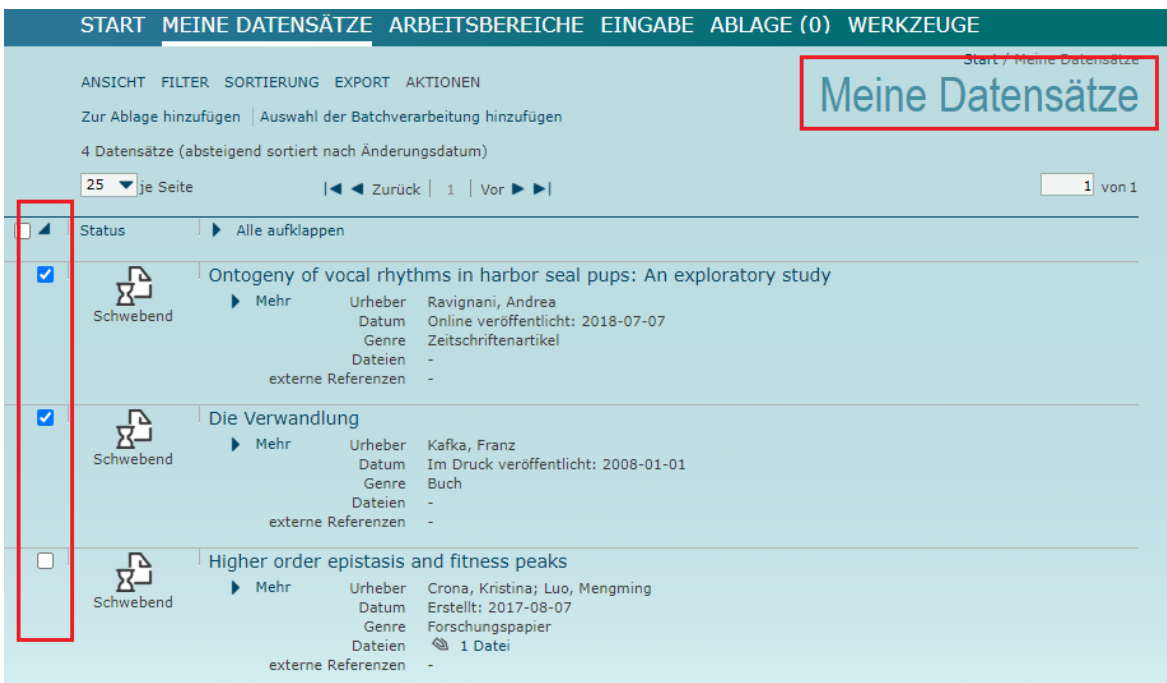 START MEINE DATENSÄTZE ARBEITSBEREICHE EINGABE ABLAGE (0) WERKZEUGE
Start / Meine Datensätze
Meine Datensätze
ANSICHT FILTER SORTIERUNG EXPORT AKTIONEN
Zur Ablage hinzufügen | Auswahl der Batchverarbeitung hinzufügen
4 Datensätze (absteigend sortiert nach Änderungsdatum)
25 je Seite Zurück | 1 | Vor 1 von 1
Status Alle aufklappen
Ontogeny of vocal rhythms in harbor seal pups: An exploratory study
Schwebend
Mehr Urheber Ravignani, Andrea
Datum Online veröffentlicht: 2018-07-07
Genre Zeitschriftenartikel
Dateien -
externe Referenzen -
Die Verwandlung
Schwebend
Mehr Urheber Kafka, Franz
Datum Im Druck veröffentlicht: 2008-01-01
Genre Buch
Dateien -
externe Referenzen -
Higher order epistasis and fitness peaks
Schwebend
Mehr Urheber Crona, Kristina; Luo, Mengming
Datum Erstellt: 2017-08-07
Genre Forschungspapier
Dateien 1 Datei
externe Referenzen -